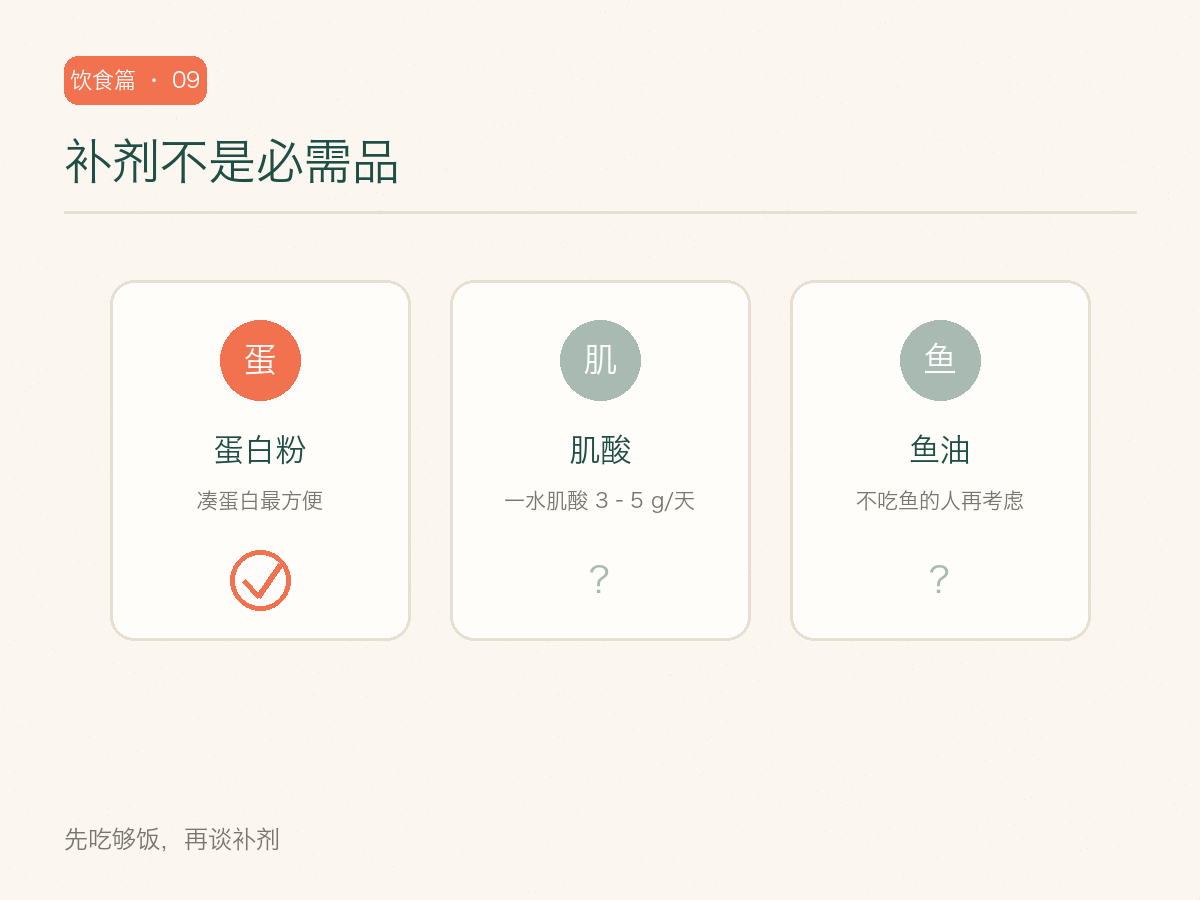 饮食篇 · 09
补剂不是必需品
蛋
蛋白粉
凑蛋白最方便
肌
肌酸
一水肌酸 3 - 5 g/天
?
鱼
鱼油
不吃鱼的人再考虑
?
先吃够饭，再谈补剂